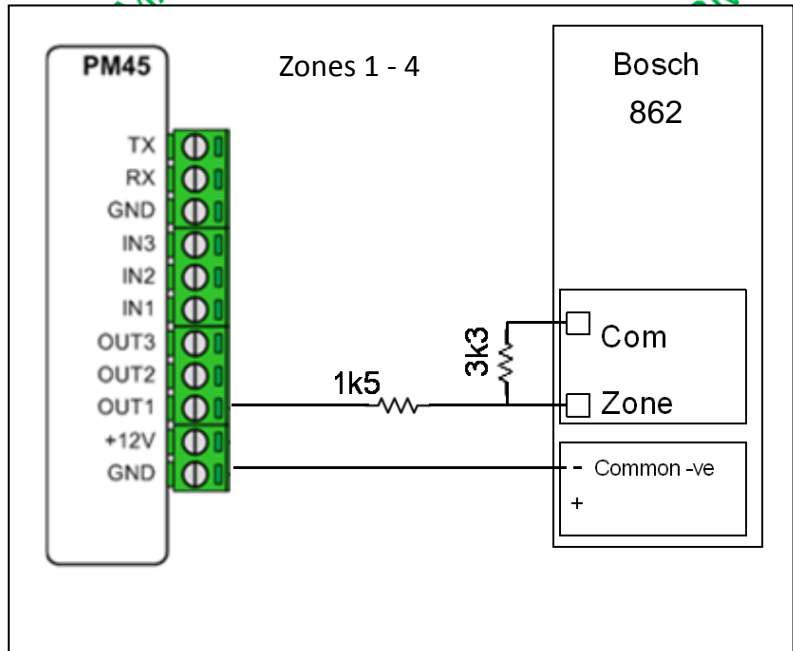 PM45
Zones 1 - 4
Bosch
862
TX
RX
GND
IN3
IN2
IN1
OUT3
OUT2
OUT1
+12V
GND
1k5
3k3
Com
Zone
- Common -ve
+